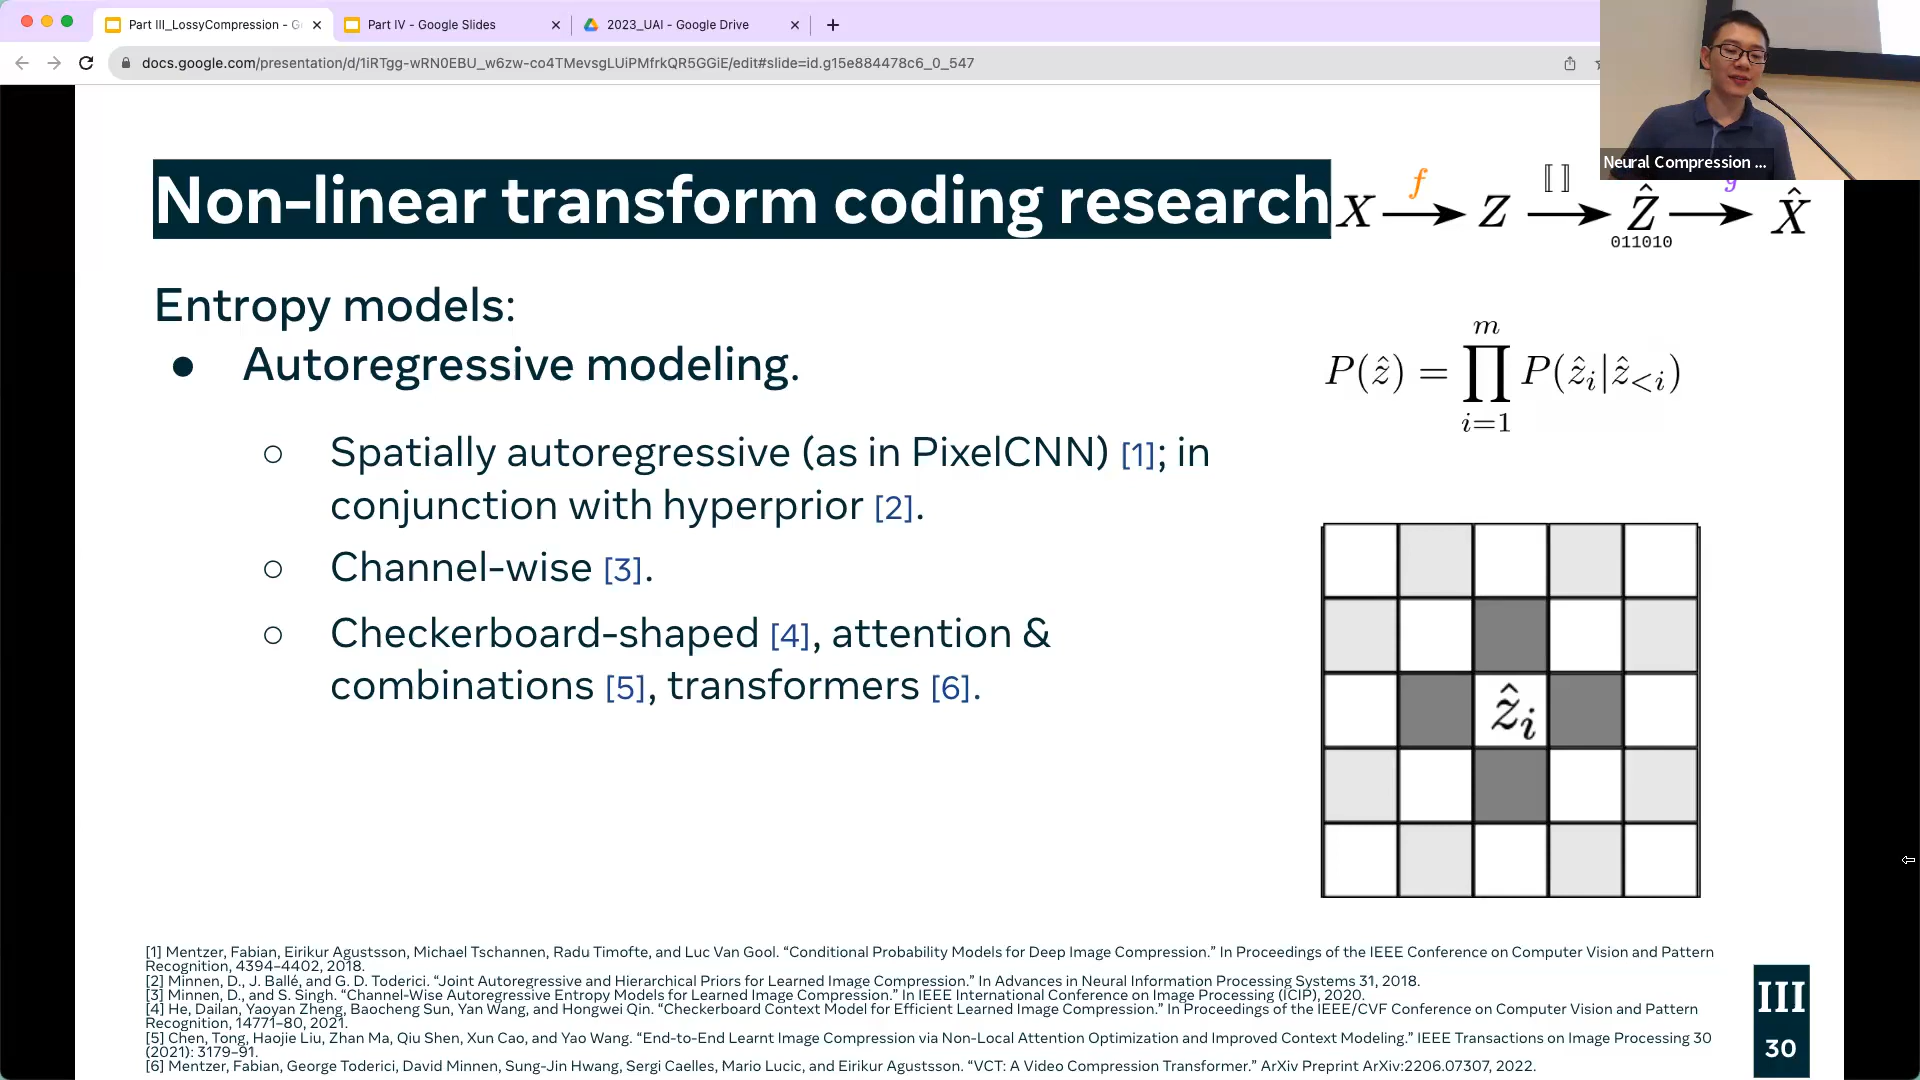 Part III_LossyCompression - G
Part IV - Google Slides
2023_UAI - Google Drive
docs.google.com/presentation/d/1iRTgg-wRN0EBU_w6zw-co4TMevsgLUiPMfrkQR5GGiE/edit#slide=id.g15e884478c6_0_547
Neural Compression ...
Non-linear transform coding research
X f Z [[ ]] Ẑ g X̂
011010
Entropy models:
● Autoregressive modeling.
P(ẑ) = ∏_{i=1}^{m} P(ẑ_i|ẑ_{<i})
○ Spatially autoregressive (as in PixelCNN) [1]; in
conjunction with hyperprior [2].
○ Channel-wise [3].
○ Checkerboard-shaped [4], attention &
combinations [5], transformers [6].
ẑ_i
[1] Mentzer, Fabian, Eirikur Agustsson, Michael Tschannen, Radu Timofte, and Luc Van Gool. “Conditional Probability Models for Deep Image Compression.” In Proceedings of the IEEE Conference on Computer Vision and Pattern
Recognition, 4394–4402, 2018.
[2] Minnen, D., J. Ballé, and G. D. Toderici. “Joint Autoregressive and Hierarchical Priors for Learned Image Compression.” In Advances in Neural Information Processing Systems 31, 2018.
[3] Minnen, D., and S. Singh. “Channel-Wise Autoregressive Entropy Models for Learned Image Compression.” In IEEE International Conference on Image Processing (ICIP), 2020.
[4] He, Dailan, Yaoyan Zheng, Baocheng Sun, Yan Wang, and Hongwei Qin. “Checkerboard Context Model for Efficient Learned Image Compression.” In Proceedings of the IEEE/CVF Conference on Computer Vision and Pattern
Recognition, 14771–80, 2021.
[5] Chen, Tong, Haojie Liu, Zhan Ma, Qiu Shen, Xun Cao, and Yao Wang. “End-to-End Learnt Image Compression via Non-Local Attention Optimization and Improved Context Modeling.” IEEE Transactions on Image Processing 30
(2021): 3179–91.
[6] Mentzer, Fabian, George Toderici, David Minnen, Sung-Jin Hwang, Sergi Caelles, Mario Lucic, and Eirikur Agustsson. “VCT: A Video Compression Transformer.” ArXiv Preprint ArXiv:2206.07307, 2022.
III
30